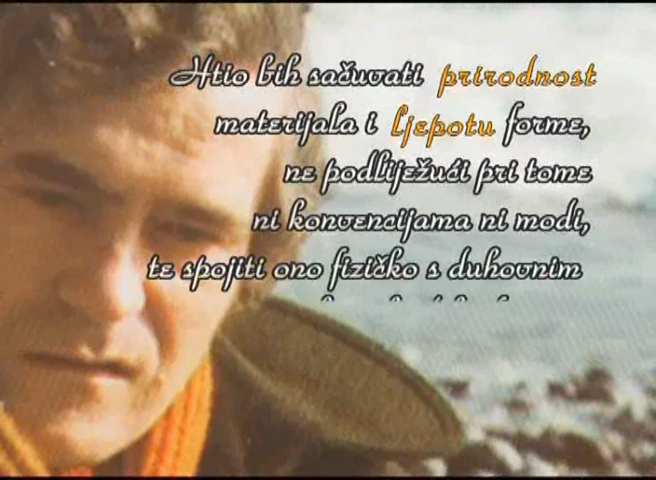 Htio bih sačuvati prirodnost
materijala i ljepotu forme,
ne podliježući pri tome
ni konvencijama ni modi,
te spojiti ono fizičko s duhovnim